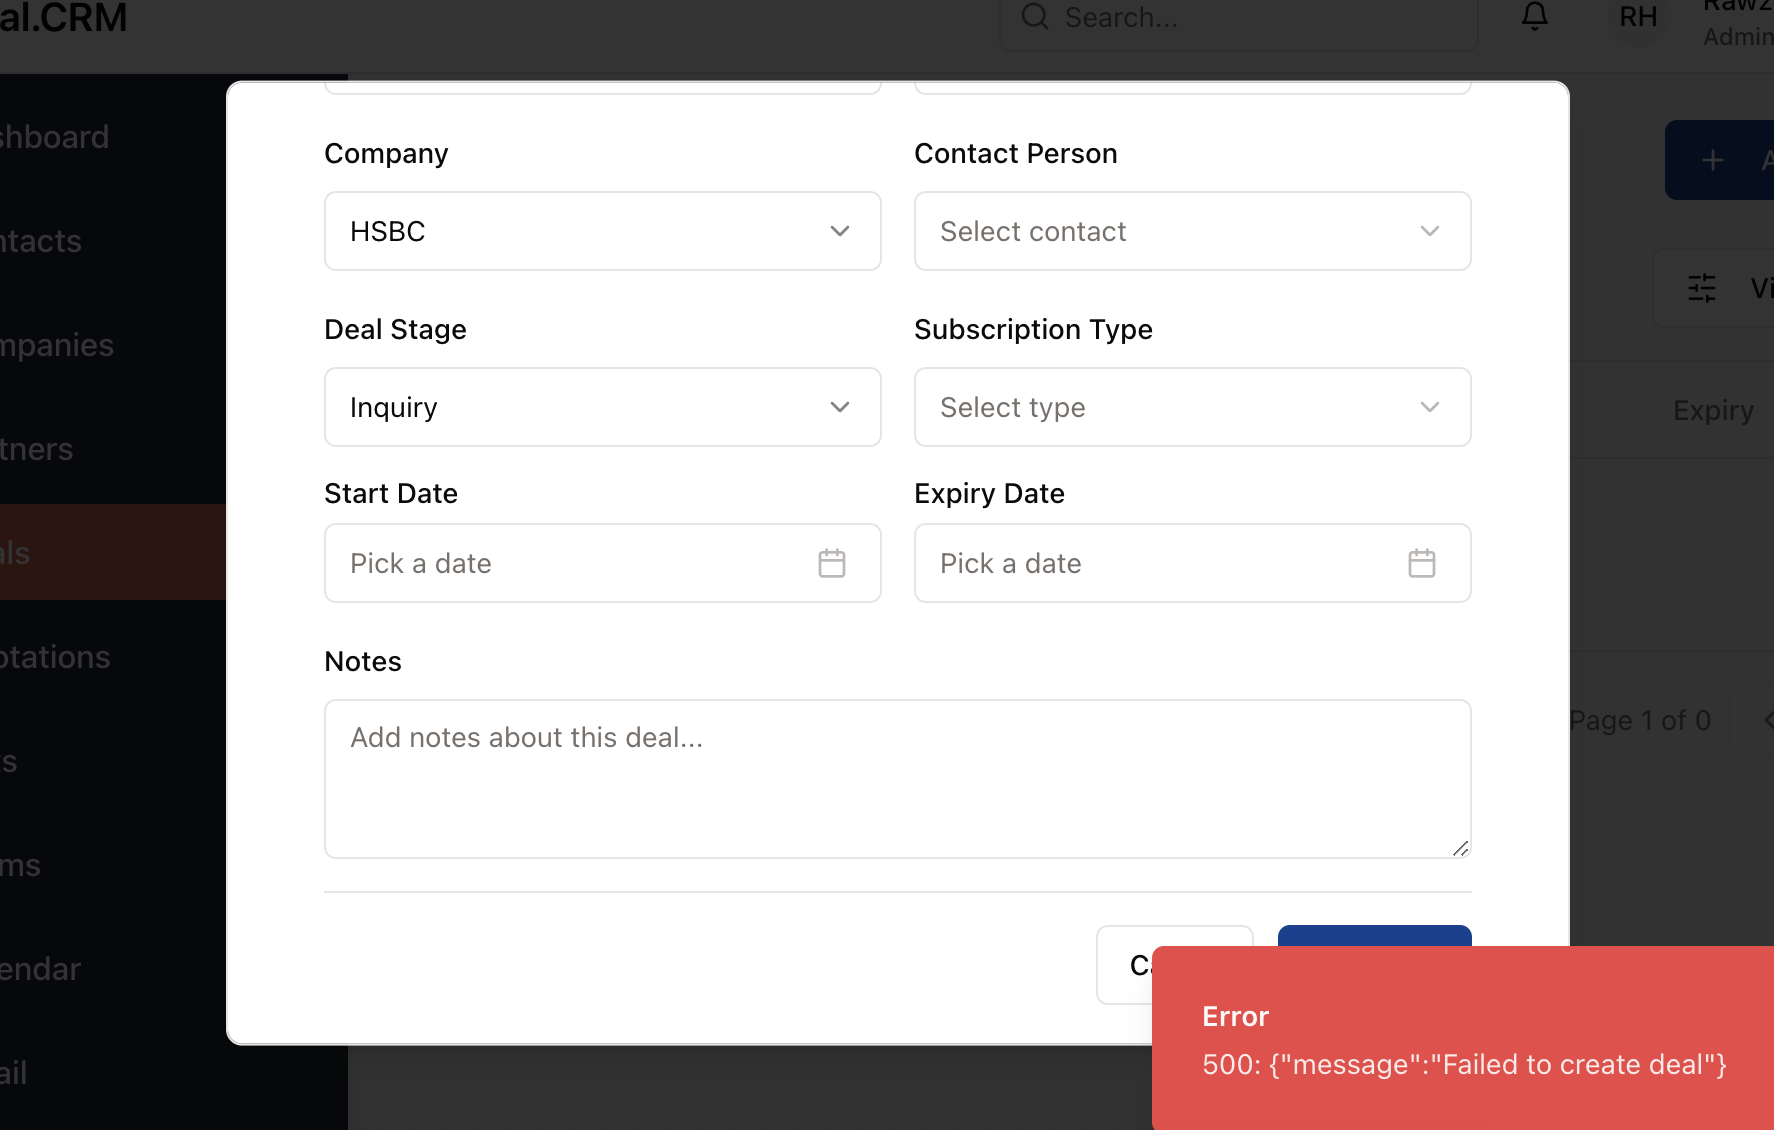 al.CRM
Search...
RH
Admin
shboard
ntacts
mpanies
tners
als
otations
s
ms
endar
ail
Company
Contact Person
HSBC
Select contact
Deal Stage
Subscription Type
Inquiry
Select type
Start Date
Expiry Date
Pick a date
Pick a date
Notes
Add notes about this deal...
Vi
Expiry
Page 1 of 0
Error
500: {"message":"Failed to create deal"}